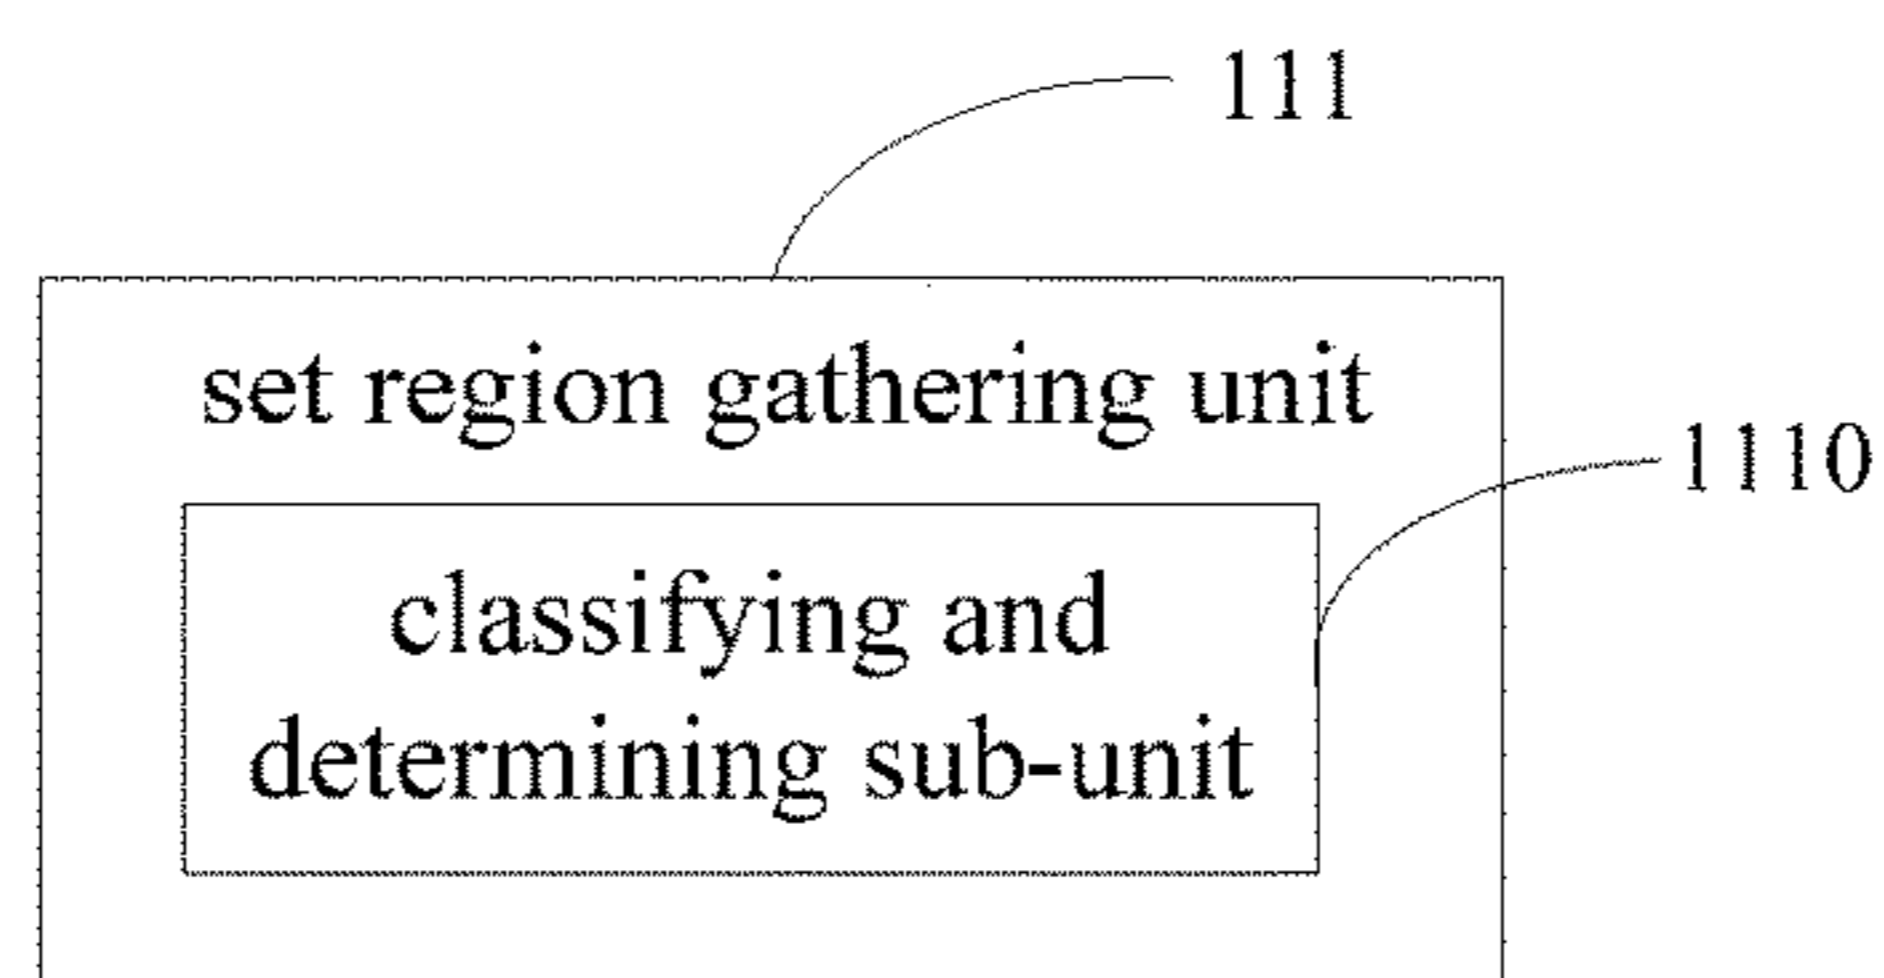 111
set region gathering unit
1110
classifying and
determining sub-unit